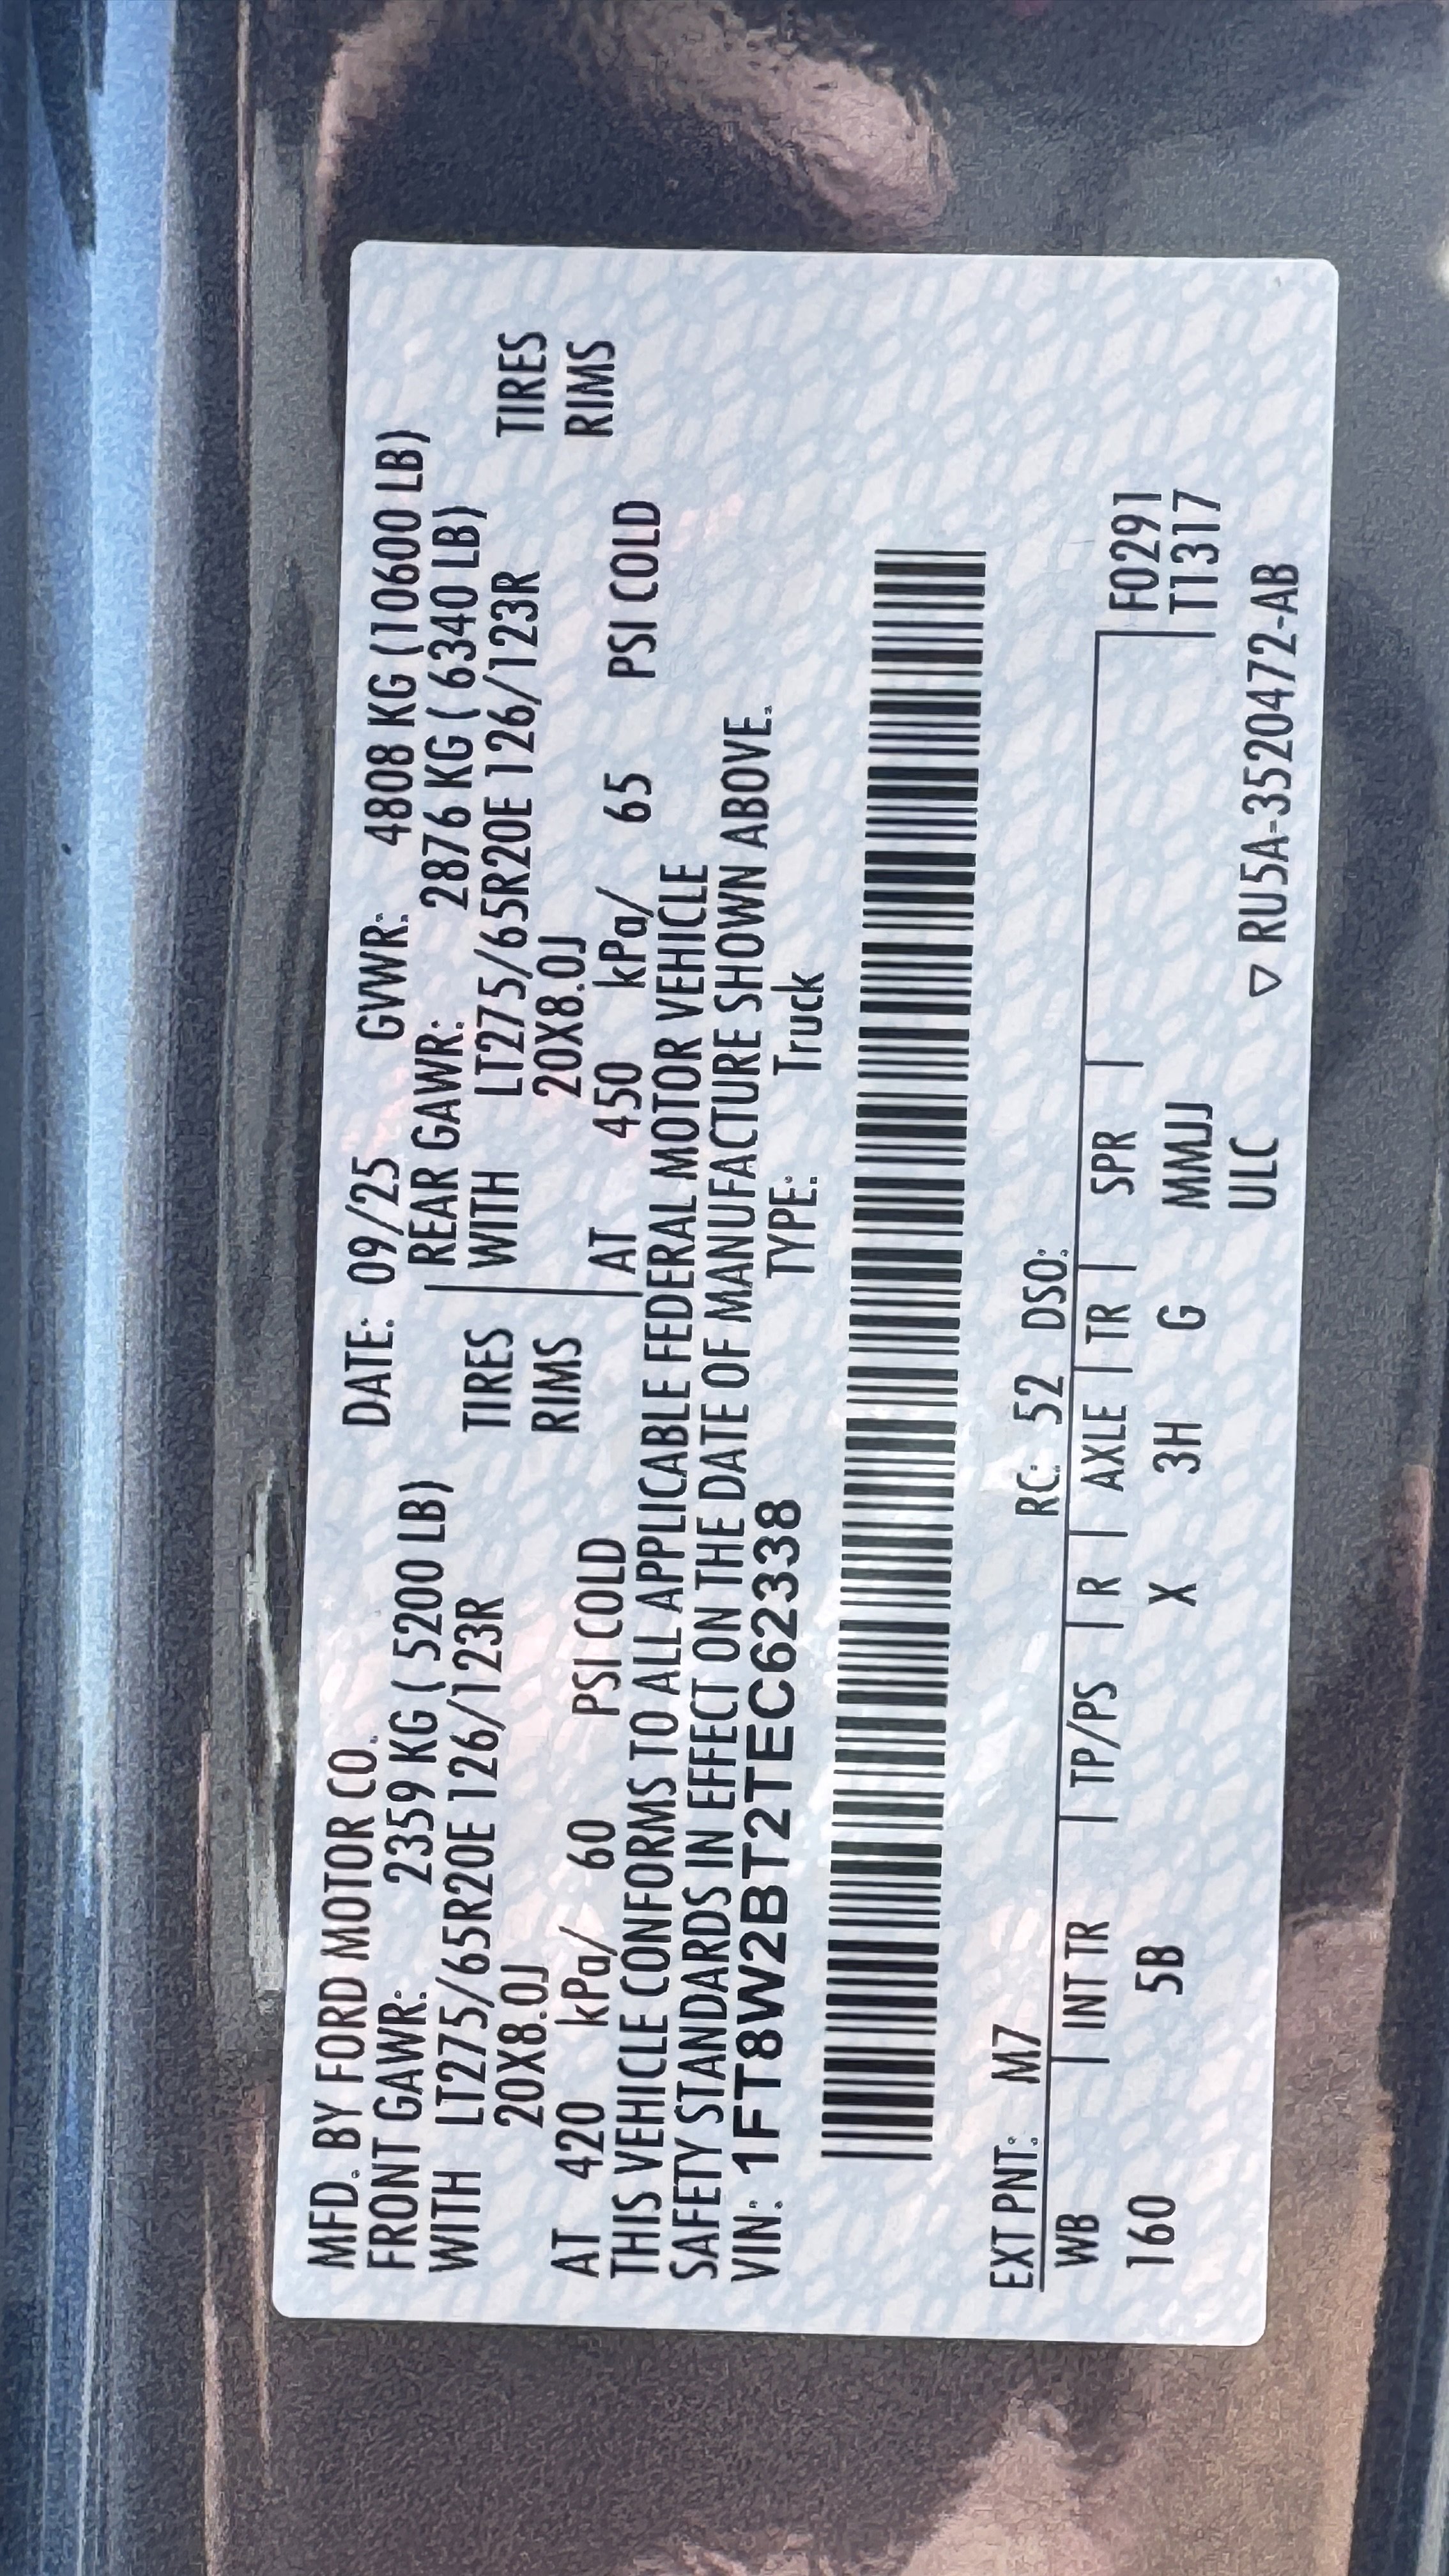 MFD. BY FORD MOTOR CO. DATE: 09/25 GVWR: 4808 KG (10600 LB)
FRONT GAWR: 2359 KG ( 5200 LB) REAR GAWR: 2876 KG ( 6340 LB)
WITH LT275/65R20E 126/123R TIRES WITH LT275/65R20E 126/123R TIRES
20X8.0J RIMS 20X8.0J RIMS
AT 420 kPa/ 60 PSI COLD AT 450 kPa/ 65 PSI COLD
THIS VEHICLE CONFORMS TO ALL APPLICABLE FEDERAL MOTOR VEHICLE
SAFETY STANDARDS IN EFFECT ON THE DATE OF MANUFACTURE SHOWN ABOVE.
VIN: 1FT8W2BT2TEC62338 TYPE: Truck
EXT PNT: M7 RC: 52 DSO:
WB INT TR TP/PS R AXLE TR SPR F0291
160 5B X 3H G MMJJ T1317
ULC ▽ RU5A-3520472-AB